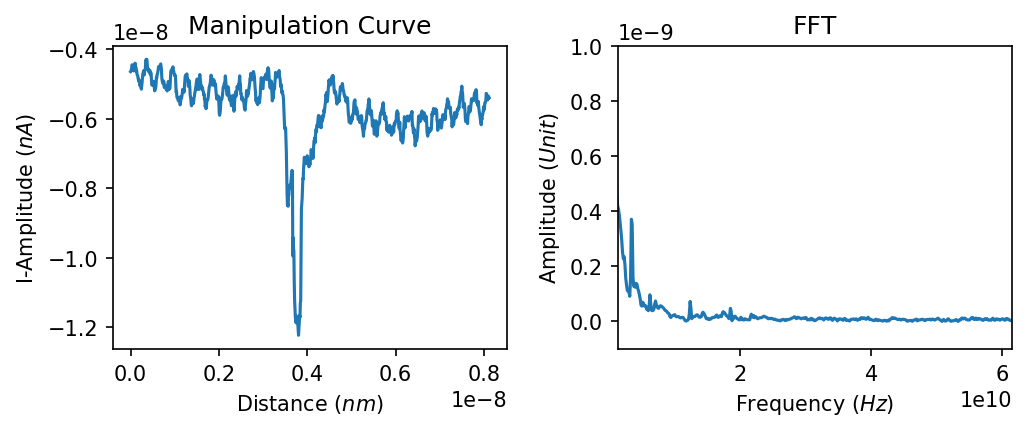 Manipulation Curve
1e−8
−0.4
−0.6
−0.8
−1.0
−1.2
I-Amplitude (nA)
0.0 0.2 0.4 0.6 0.8
1e−8
Distance (nm)
FFT
1e−9
1.0
0.8
0.6
0.4
0.2
0.0
Amplitude (Unit)
2 4 6
1e10
Frequency (Hz)